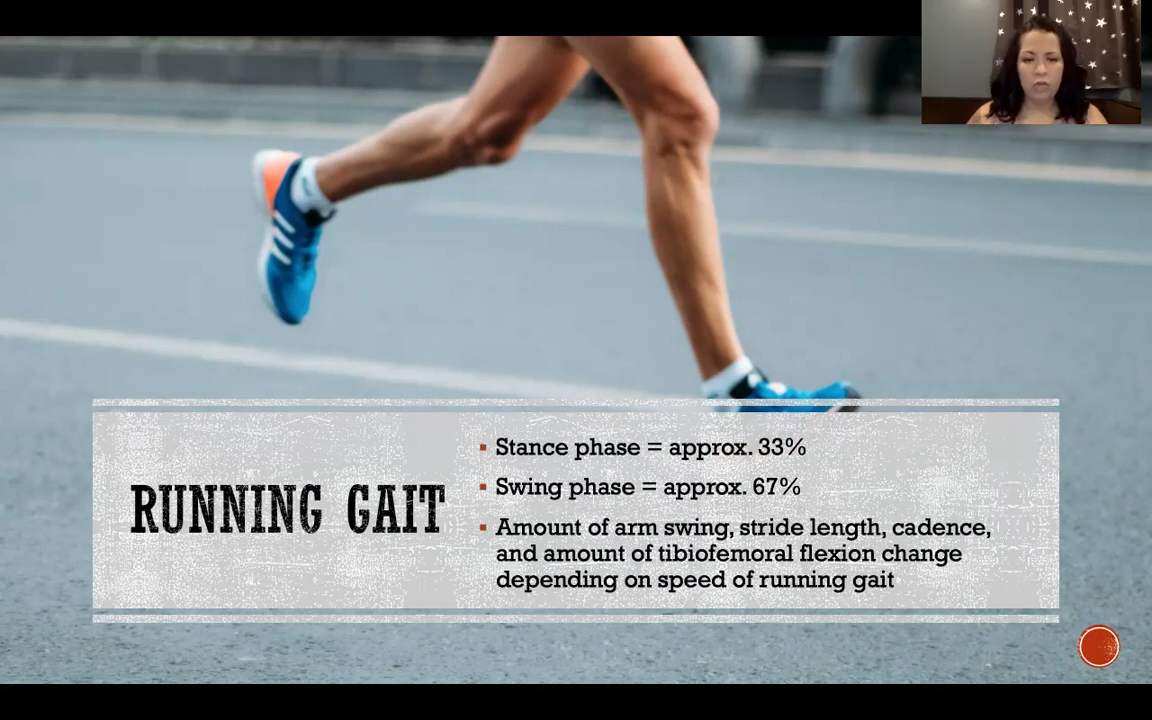 RUNNING GAIT
Stance phase = approx. 33%
Swing phase = approx. 67%
Amount of arm swing, stride length, cadence,
and amount of tibiofemoral flexion change
depending on speed of running gait